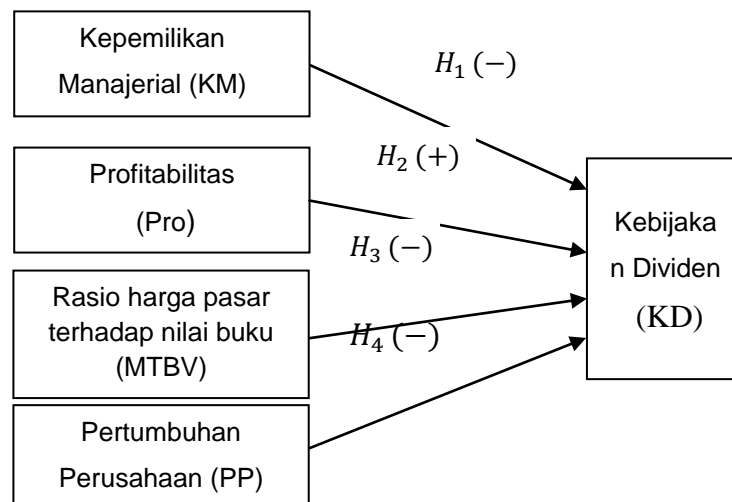 Kepemilikan
Manajerial (KM)
H₁ (−)
H₂ (+)
Profitabilitas
(Pro)
H₃ (−)
Rasio harga pasar
terhadap nilai buku
(MTBV)
H₄ (−)
Pertumbuhan
Perusahaan (PP)
Kebijaka
n Dividen
(KD)